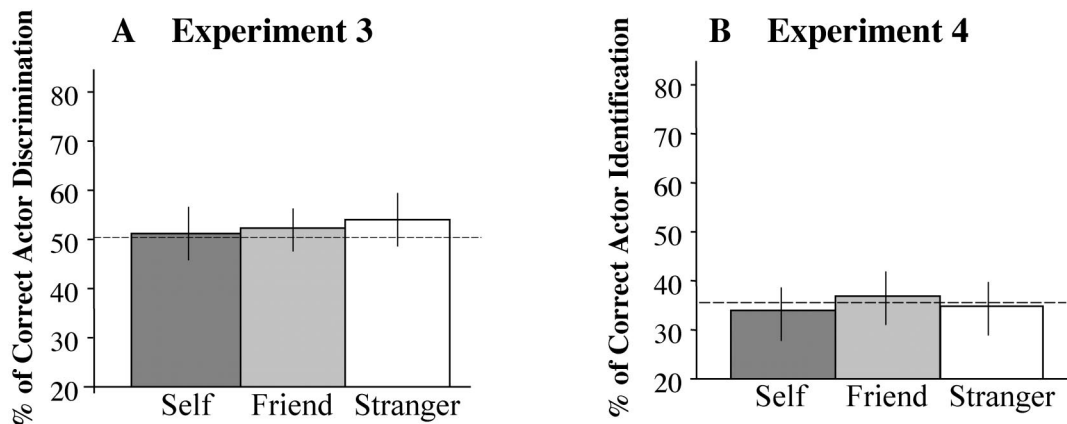 A Experiment 3
% of Correct Actor Discrimination
80
70
60
50
40
30
20
Self Friend Stranger
B Experiment 4
% of Correct Actor Identification
80
70
60
50
40
30
20
Self Friend Stranger